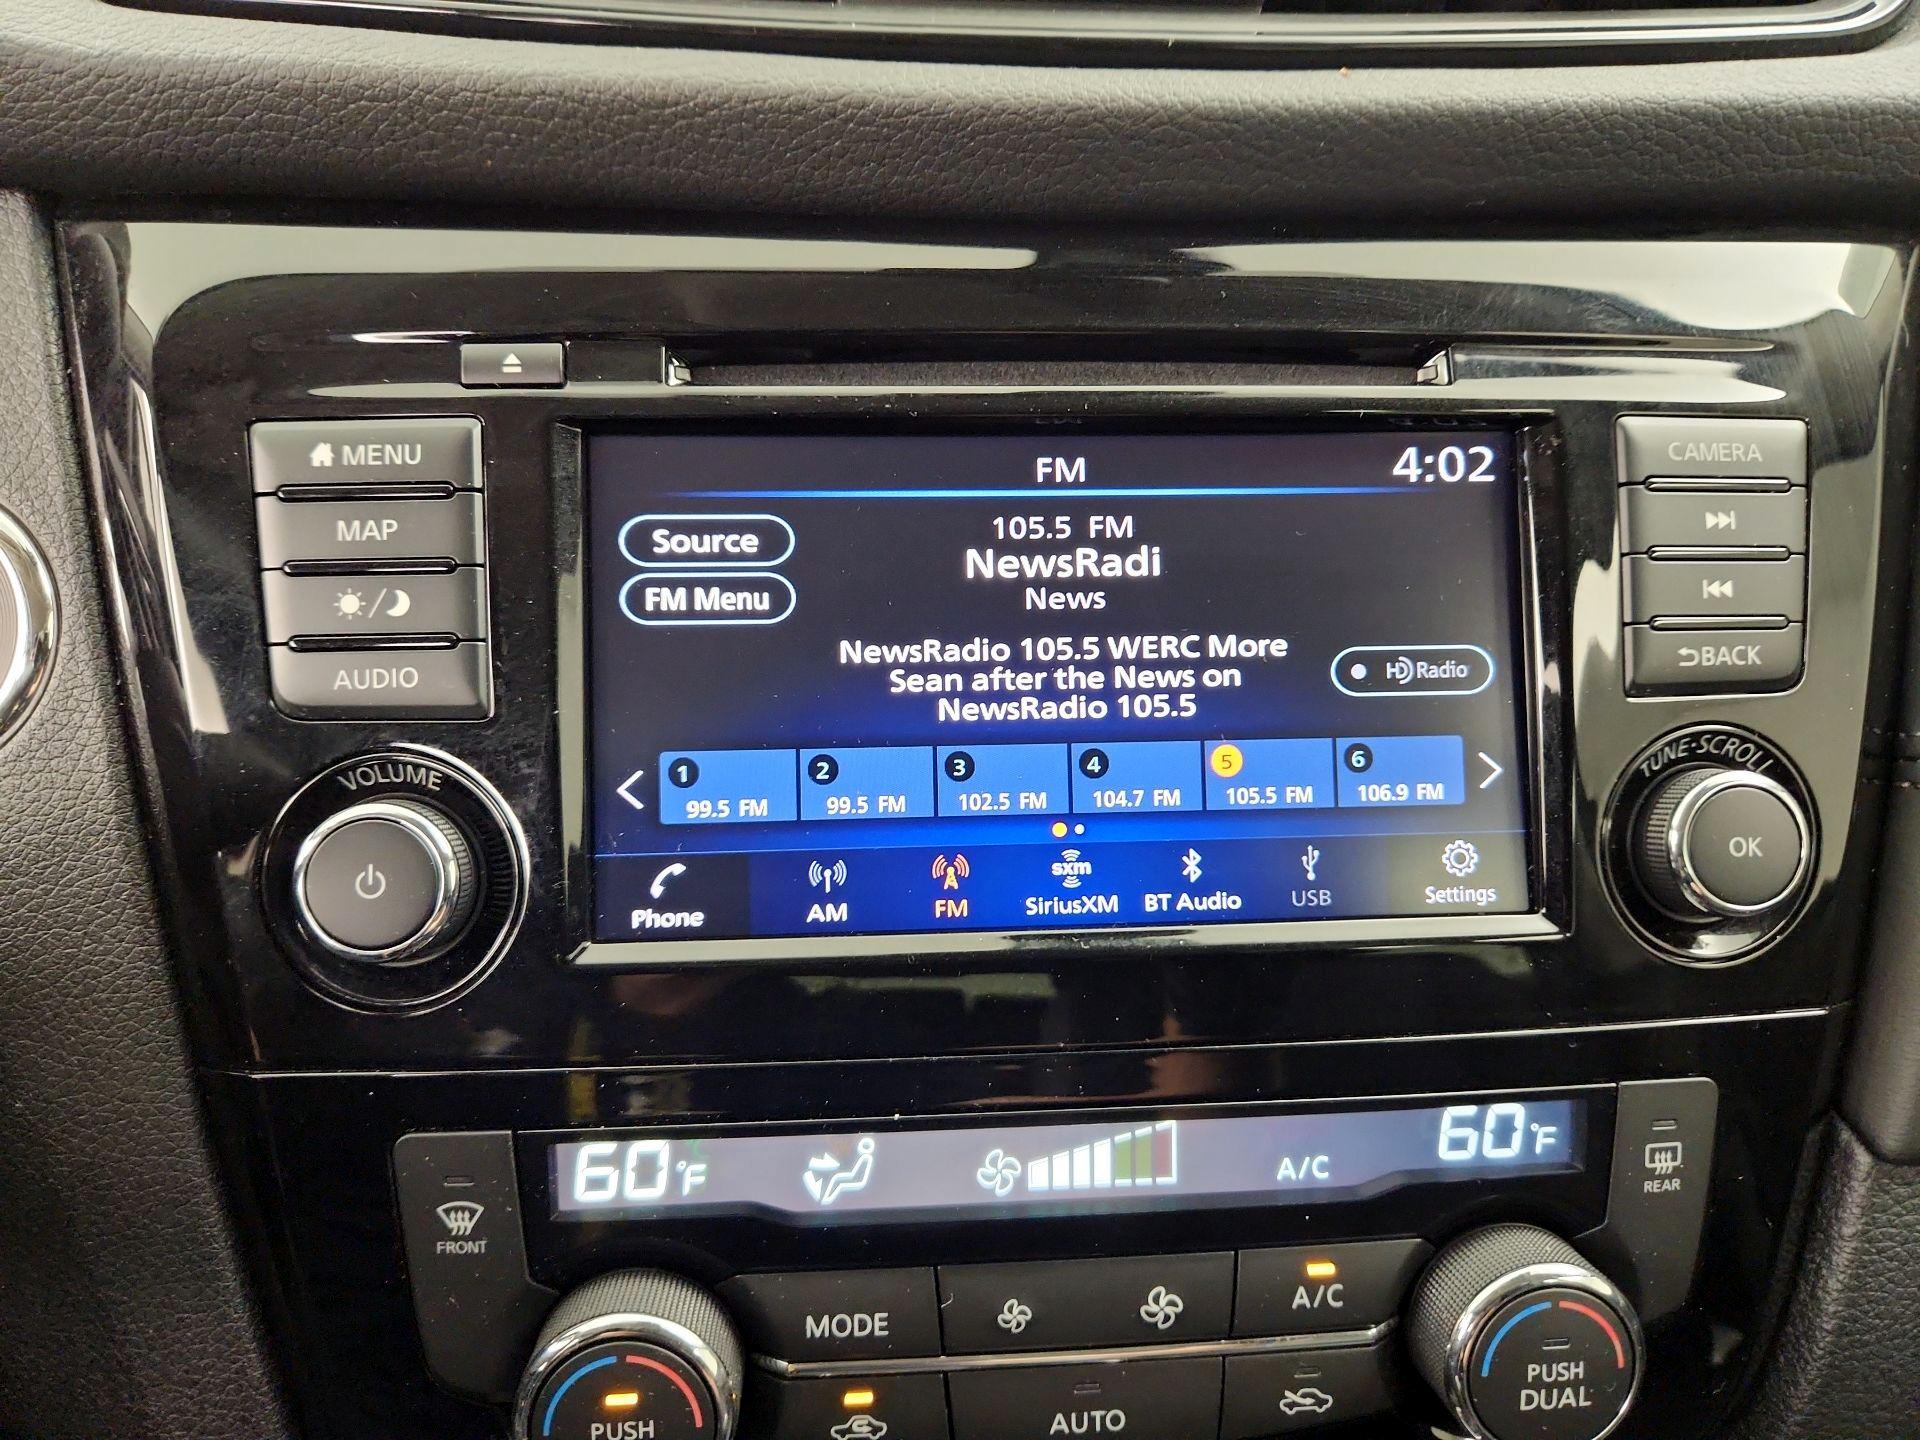 MENU
MAP
AUDIO
VOLUME
FM
4:02
Source
FM Menu
105.5 FM
NewsRadi
News
NewsRadio 105.5 WERC More
Sean after the News on
NewsRadio 105.5
HD Radio
1
99.5 FM
2
99.5 FM
3
102.5 FM
4
104.7 FM
5
105.5 FM
6
106.9 FM
Phone
AM
FM
sxm
SiriusXM
BT Audio
USB
Settings
CAMERA
BACK
TUNE·SCROLL
OK
60°F
A/C
60°F
FRONT
REAR
MODE
A/C
PUSH
AUTO
PUSH
DUAL